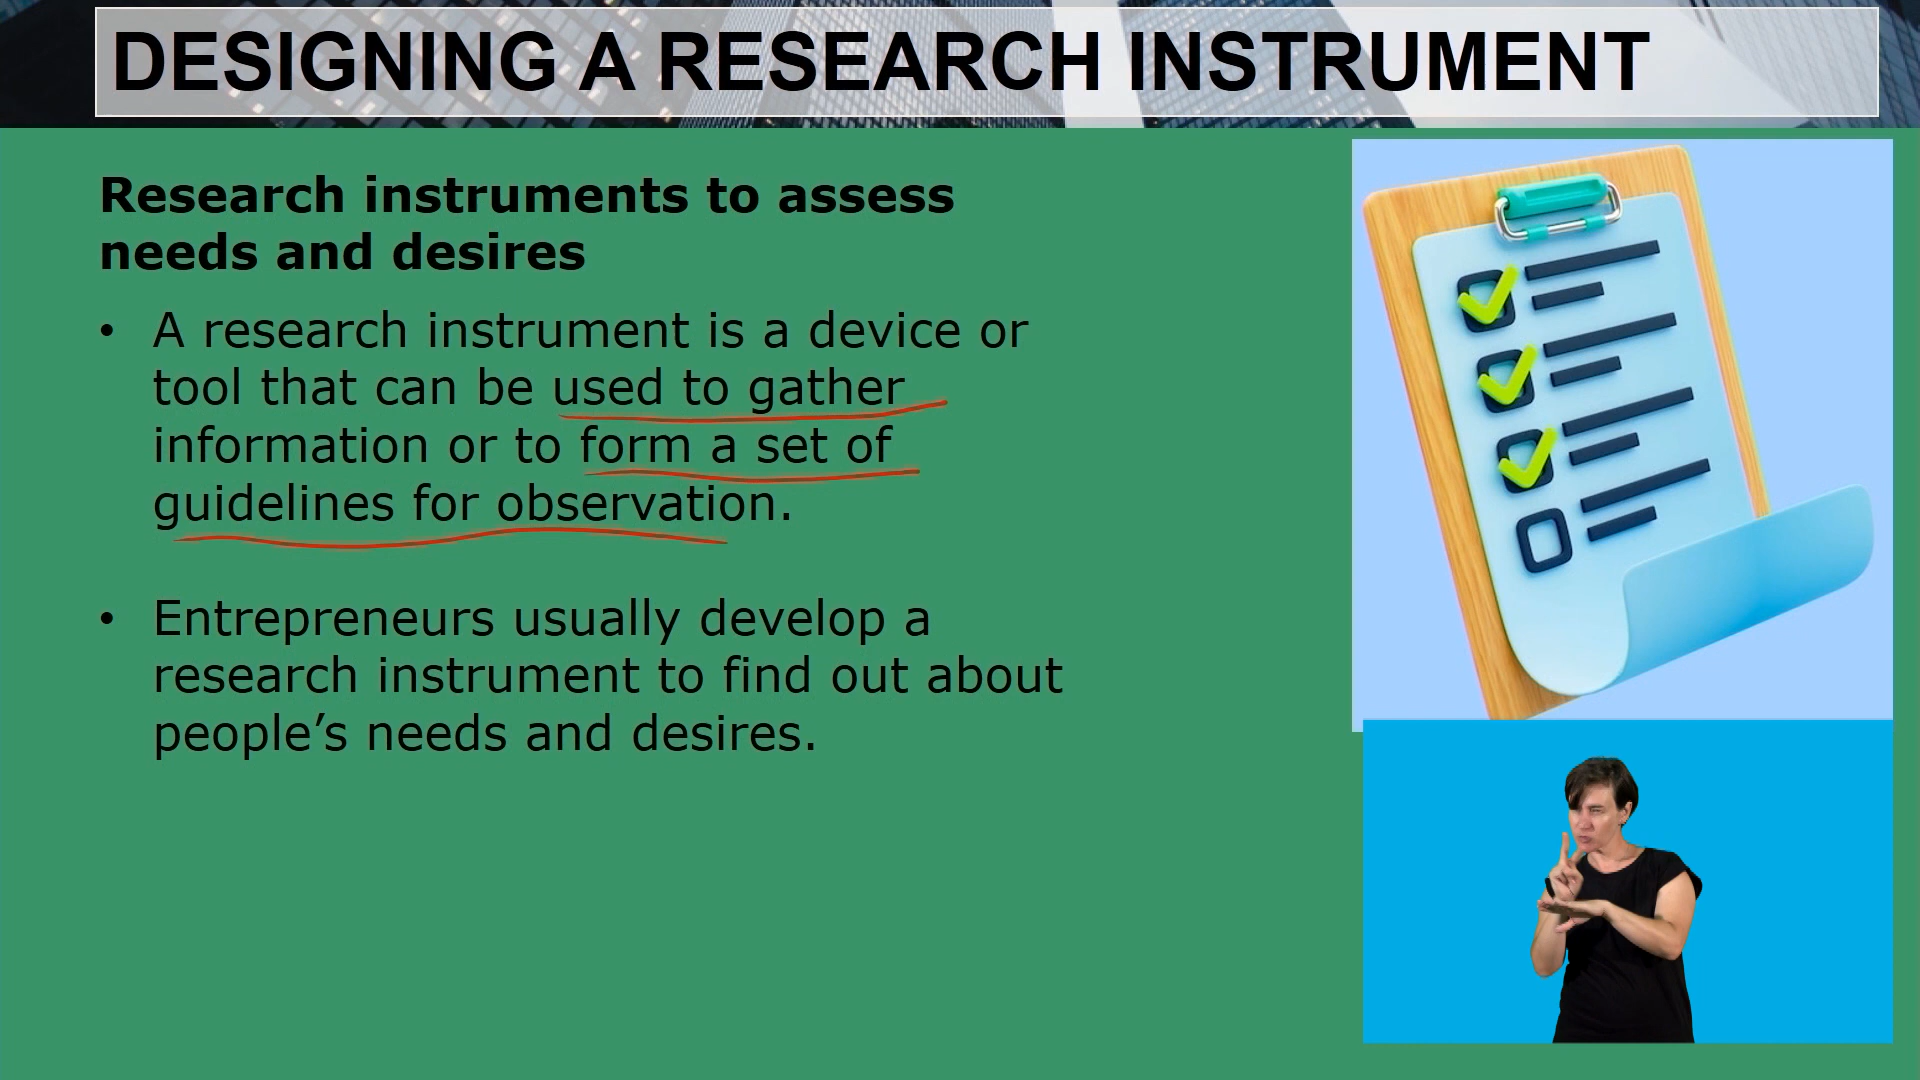 DESIGNING A RESEARCH INSTRUMENT
Research instruments to assess
needs and desires
• A research instrument is a device or
tool that can be used to gather
information or to form a set of
guidelines for observation.
• Entrepreneurs usually develop a
research instrument to find out about
people’s needs and desires.